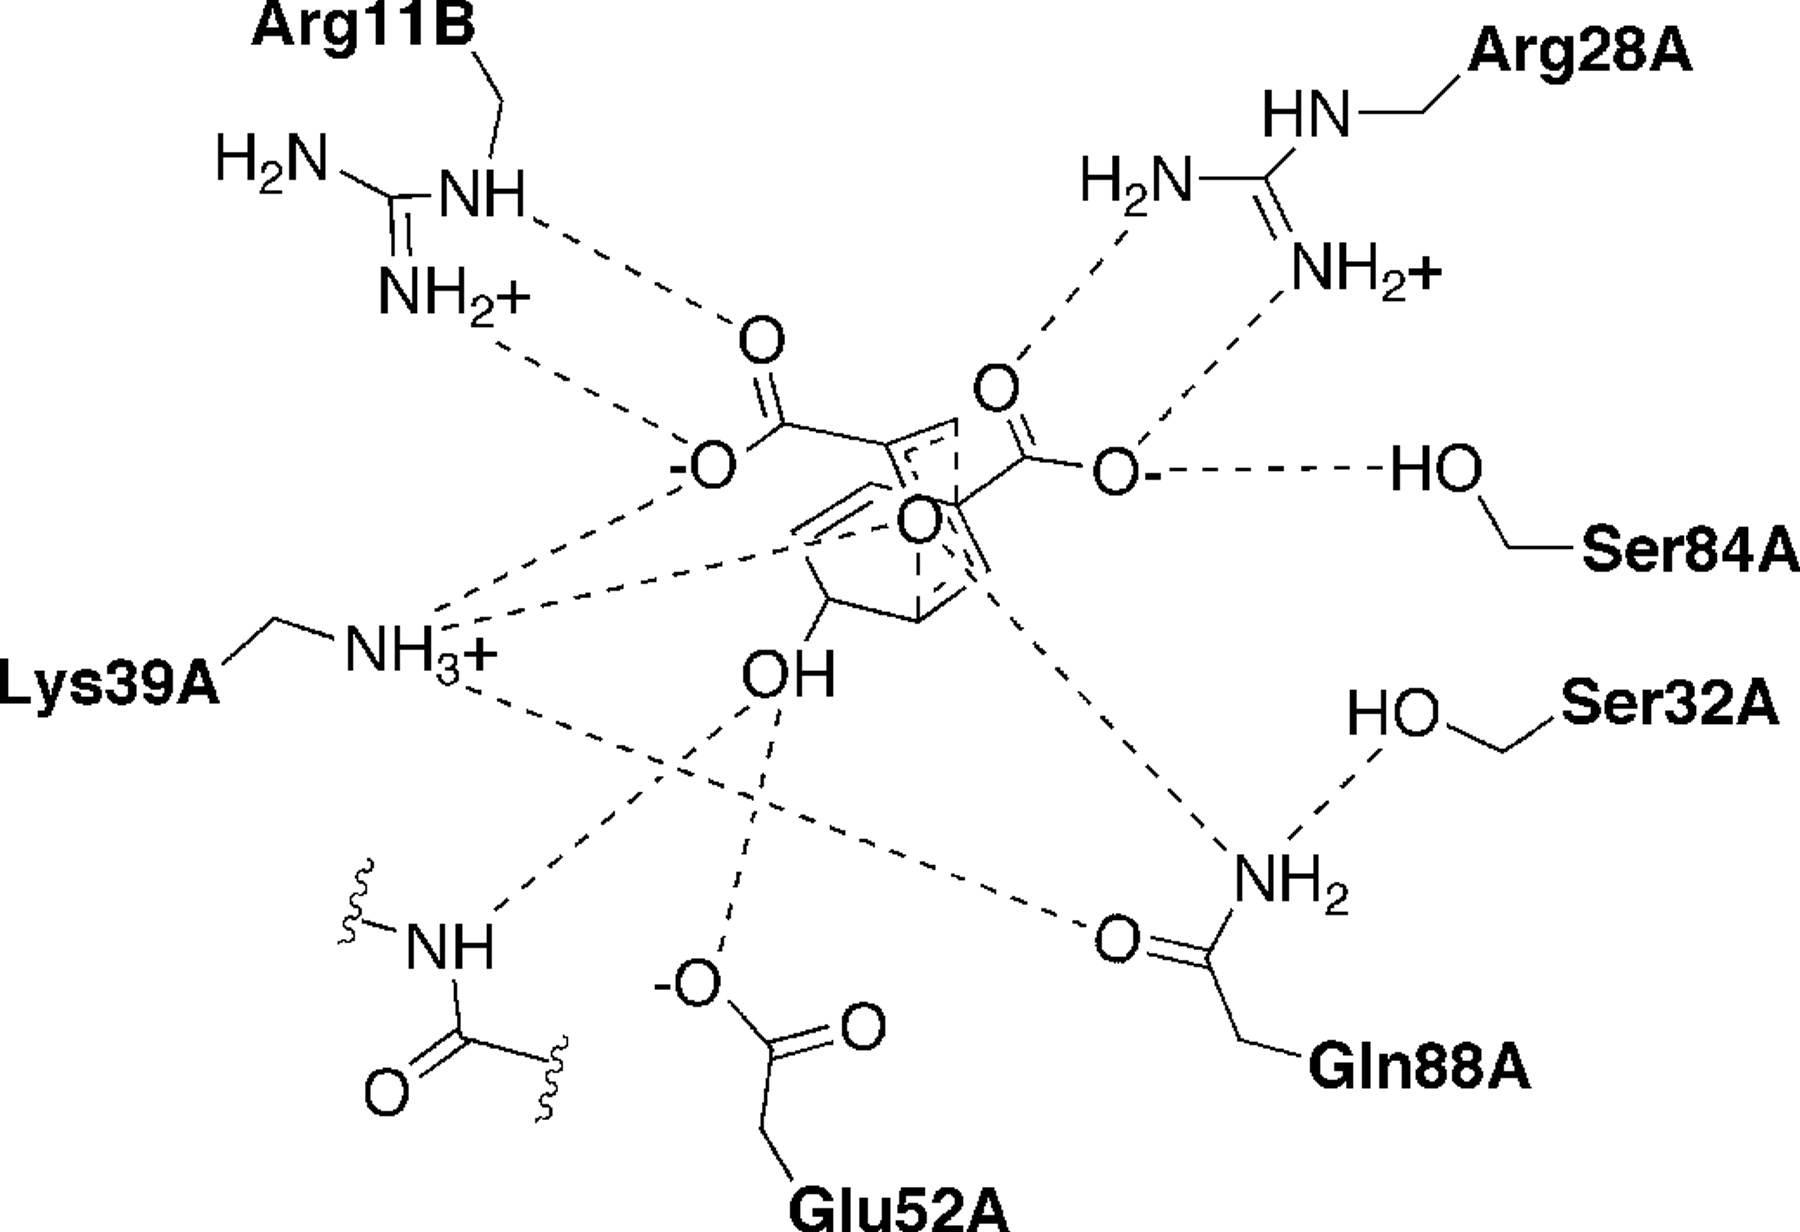 Arg11B
Arg28A
HN
H2N
H2N
NH
NH2+
NH2+
O
O
-O
O-
HO
O
Ser84A
NH3+
Lys39A
OH
HO
Ser32A
NH2
NH
O
-O
O
O
Gln88A
Glu52A